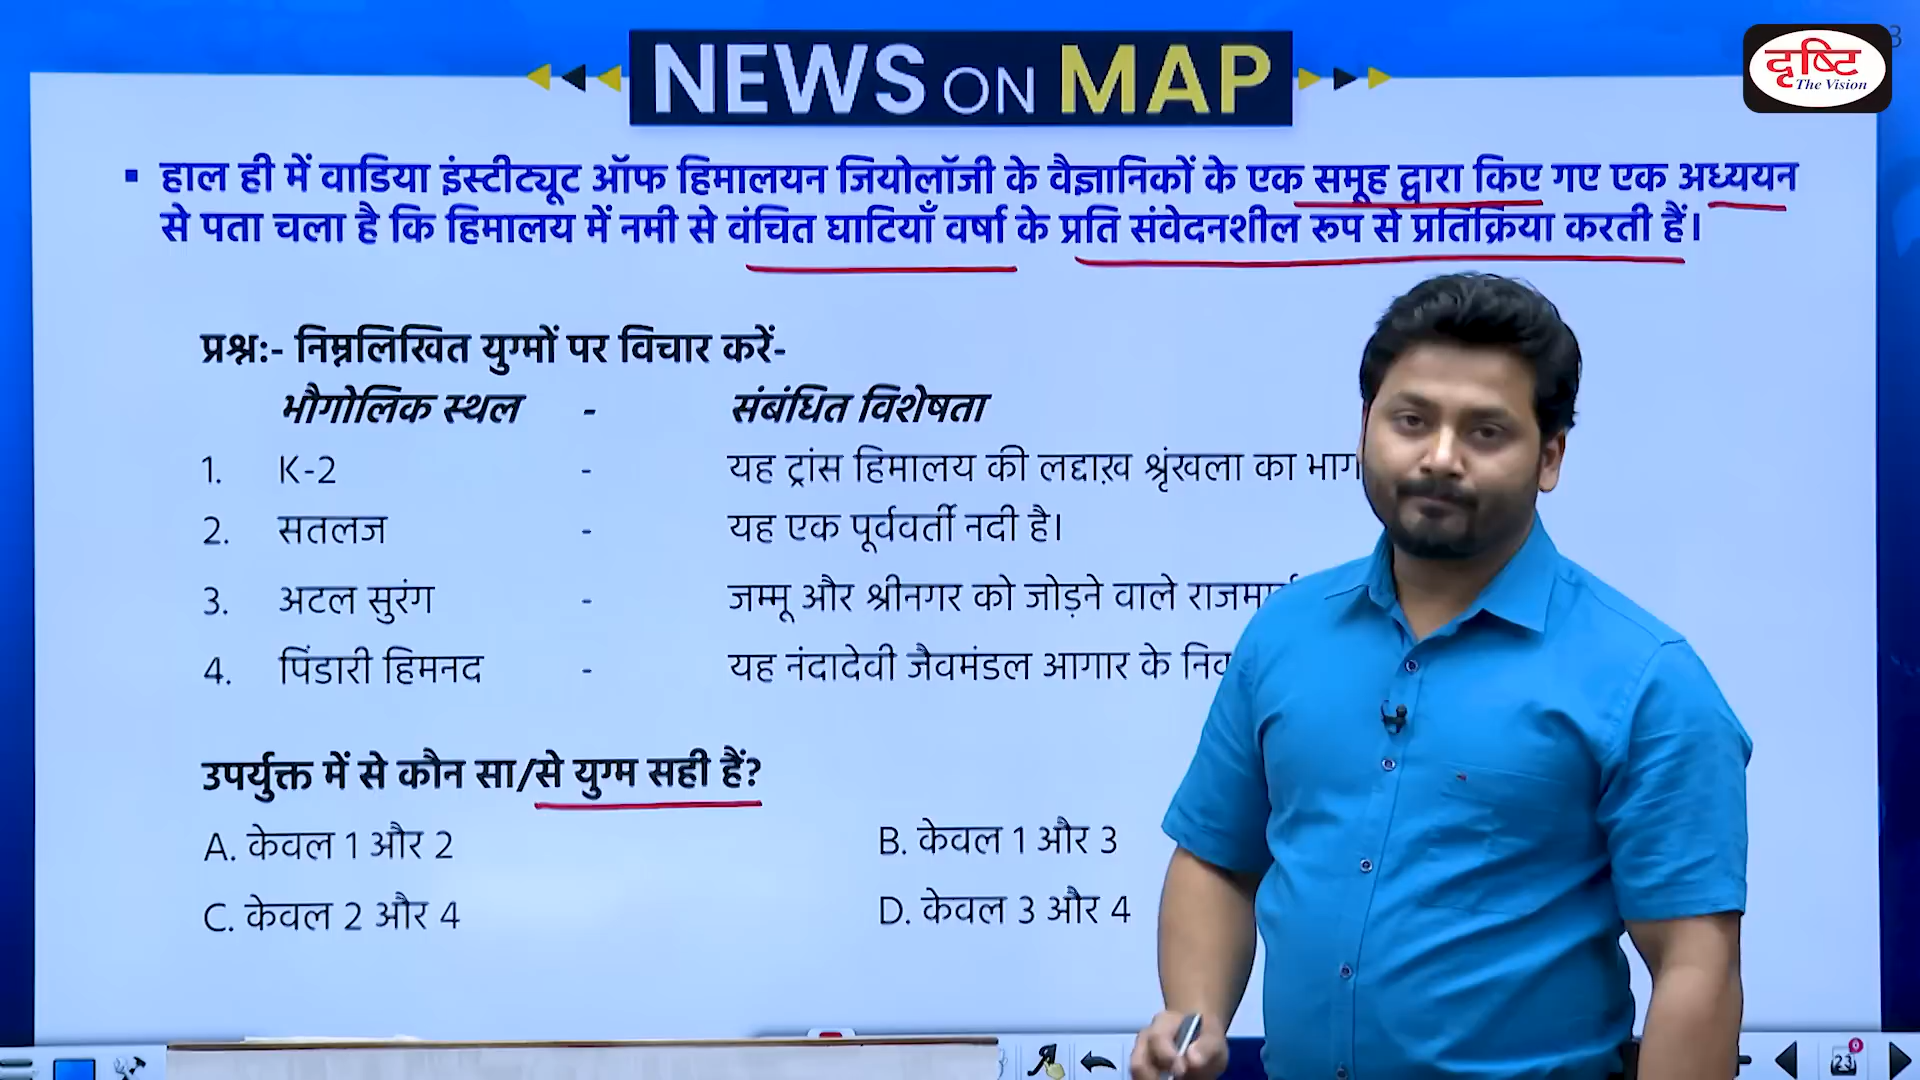 NEWS ON MAP
दृष्टि
The Vision
3
▪ हाल ही में वाडिया इंस्टीट्यूट ऑफ हिमालयन जियोलॉजी के वैज्ञानिकों के एक समूह द्वारा किए गए एक अध्ययन
से पता चला है कि हिमालय में नमी से वंचित घाटियाँ वर्षा के प्रति संवेदनशील रूप से प्रतिक्रिया करती हैं।
प्रश्न:- निम्नलिखित युग्मों पर विचार करें-
भौगोलिक स्थल - संबंधित विशेषता
1. K-2 - यह ट्रांस हिमालय की लद्दाख़ श्रृंखला का भाग
2. सतलज - यह एक पूर्ववर्ती नदी है।
3. अटल सुरंग - जम्मू और श्रीनगर को जोड़ने वाले
4. पिंडारी हिमनद - यह नंदादेवी जैवमंडल आगार के
उपर्युक्त में से कौन सा/से युग्म सही हैं?
A. केवल 1 और 2 B. केवल 1 और 3
C. केवल 2 और 4 D. केवल 3 और 4
23